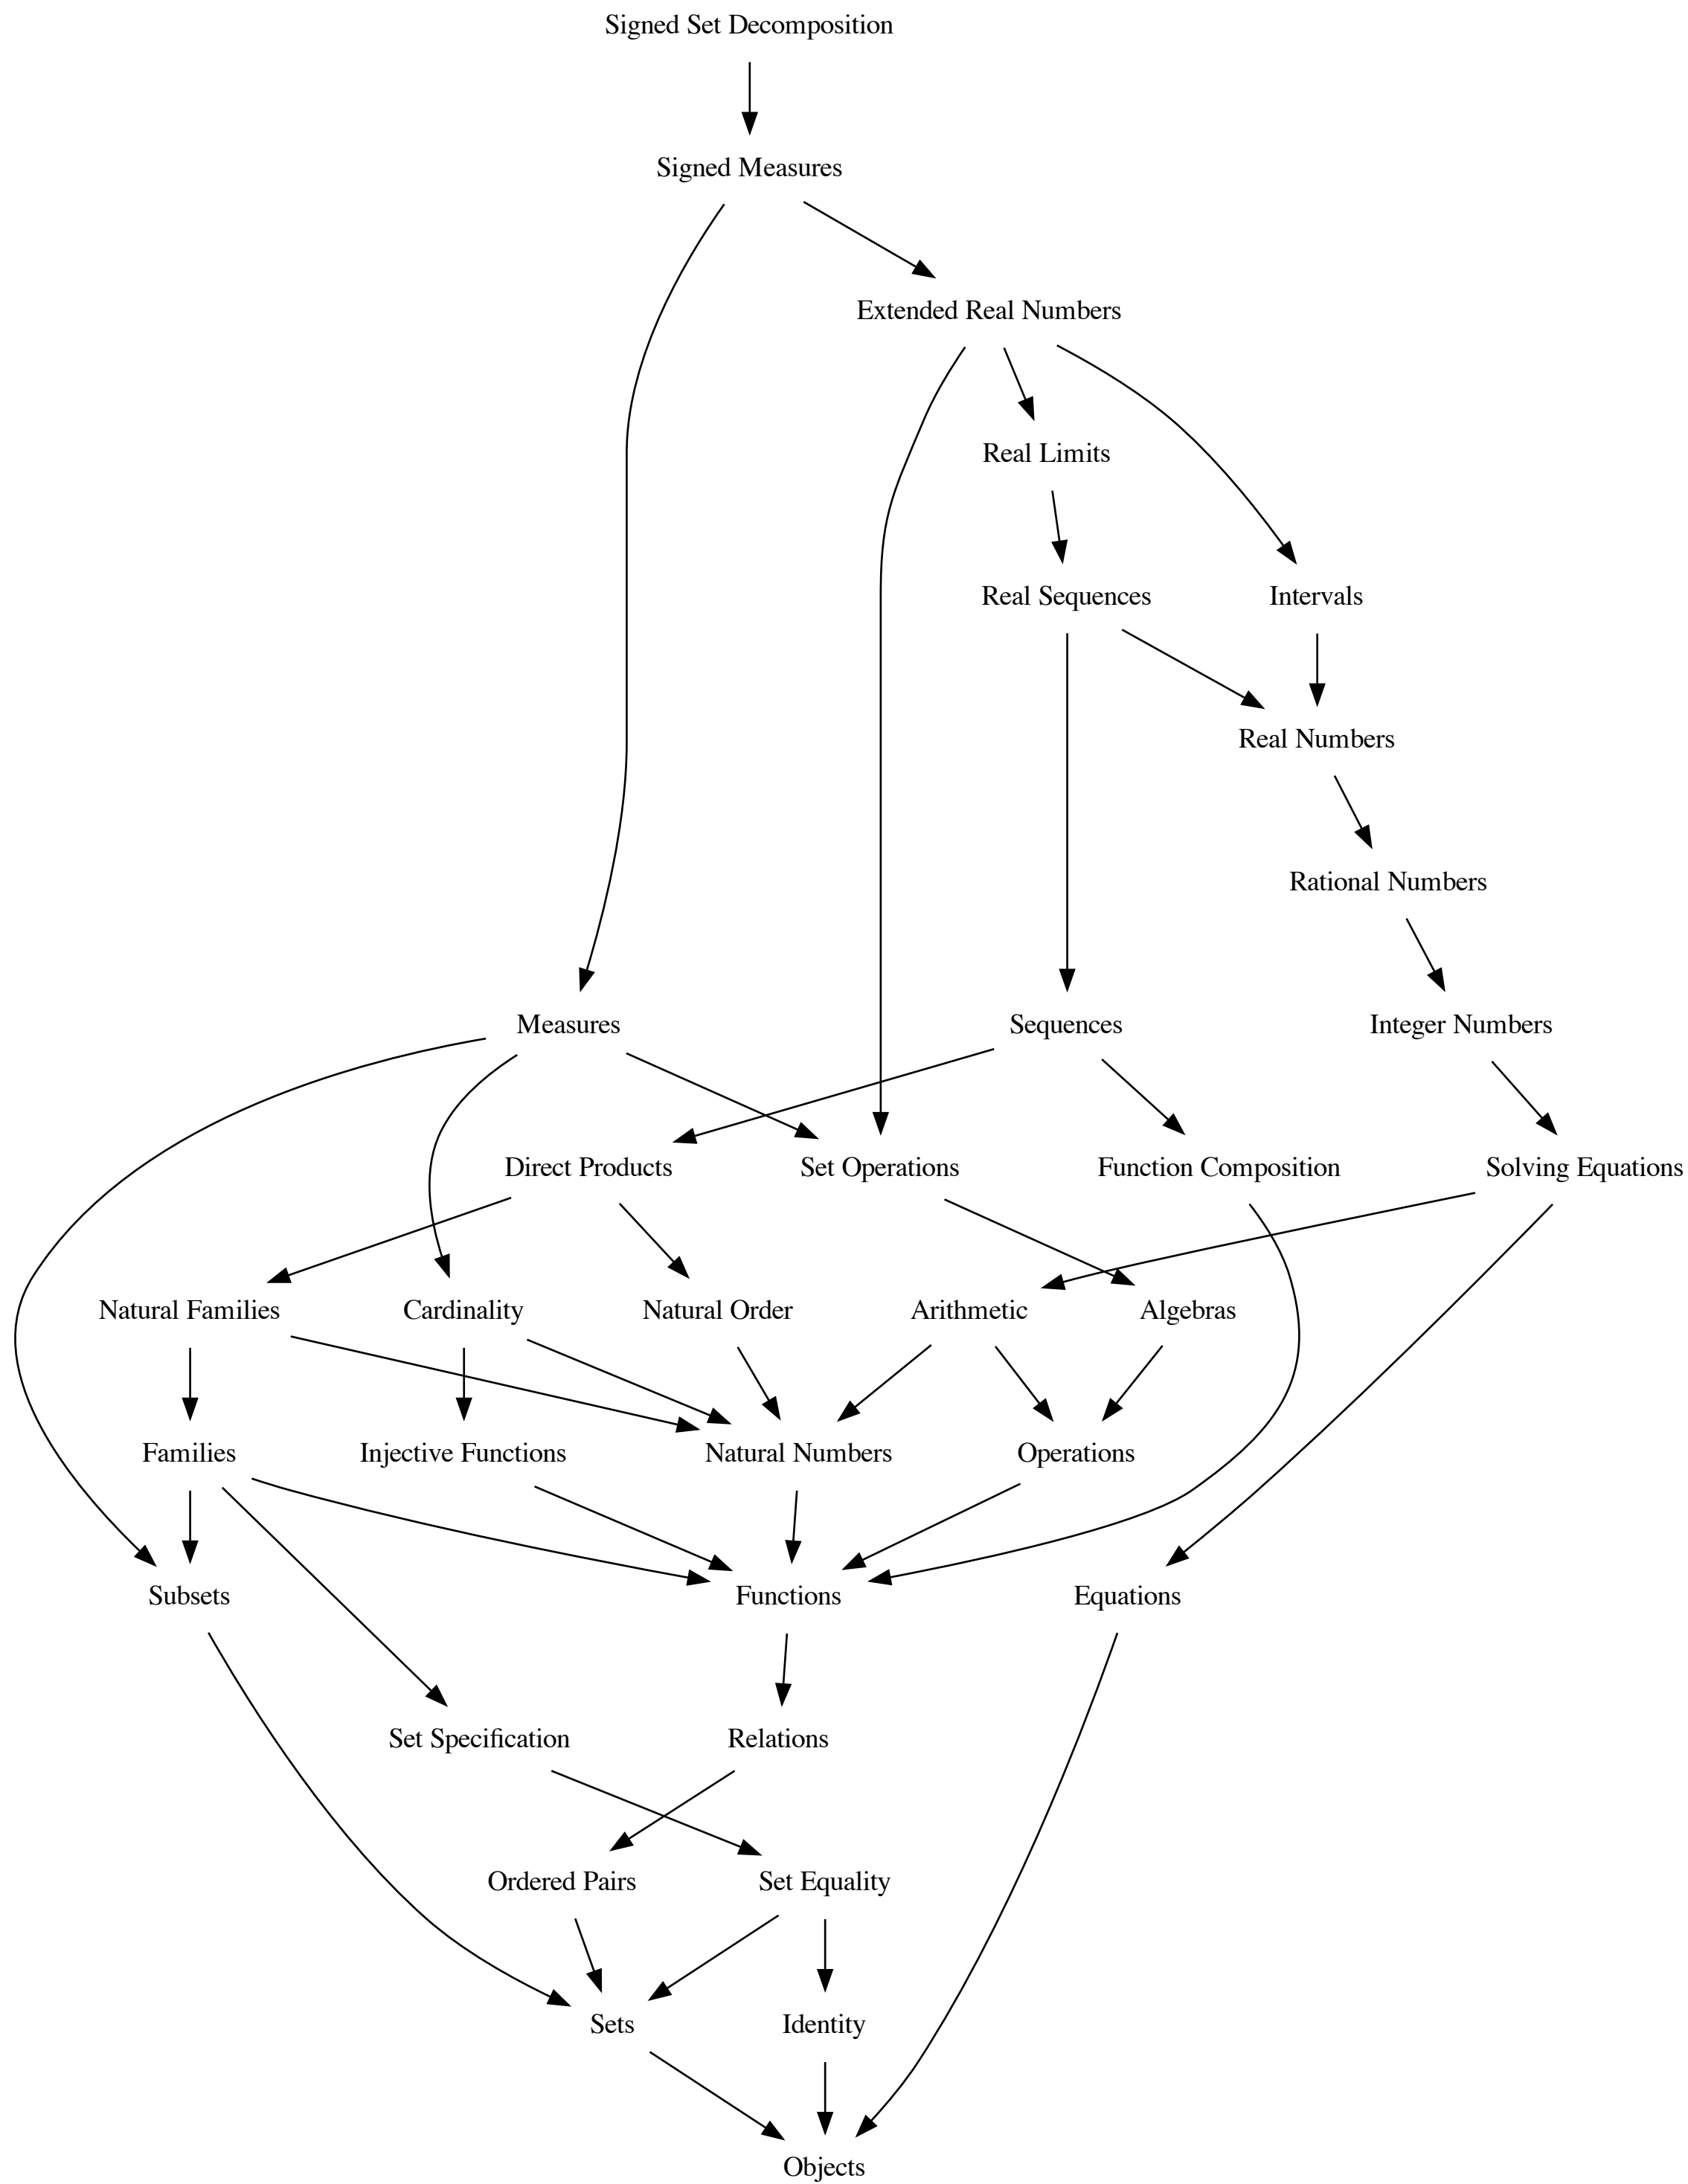 Signed Set Decomposition
Signed Measures
Extended Real Numbers
Real Limits
Real Sequences
Intervals
Real Numbers
Rational Numbers
Measures
Sequences
Integer Numbers
Direct Products
Set Operations
Function Composition
Solving Equations
Natural Families
Cardinality
Natural Order
Arithmetic
Algebras
Families
Injective Functions
Natural Numbers
Operations
Subsets
Functions
Equations
Set Specification
Relations
Ordered Pairs
Set Equality
Sets
Identity
Objects